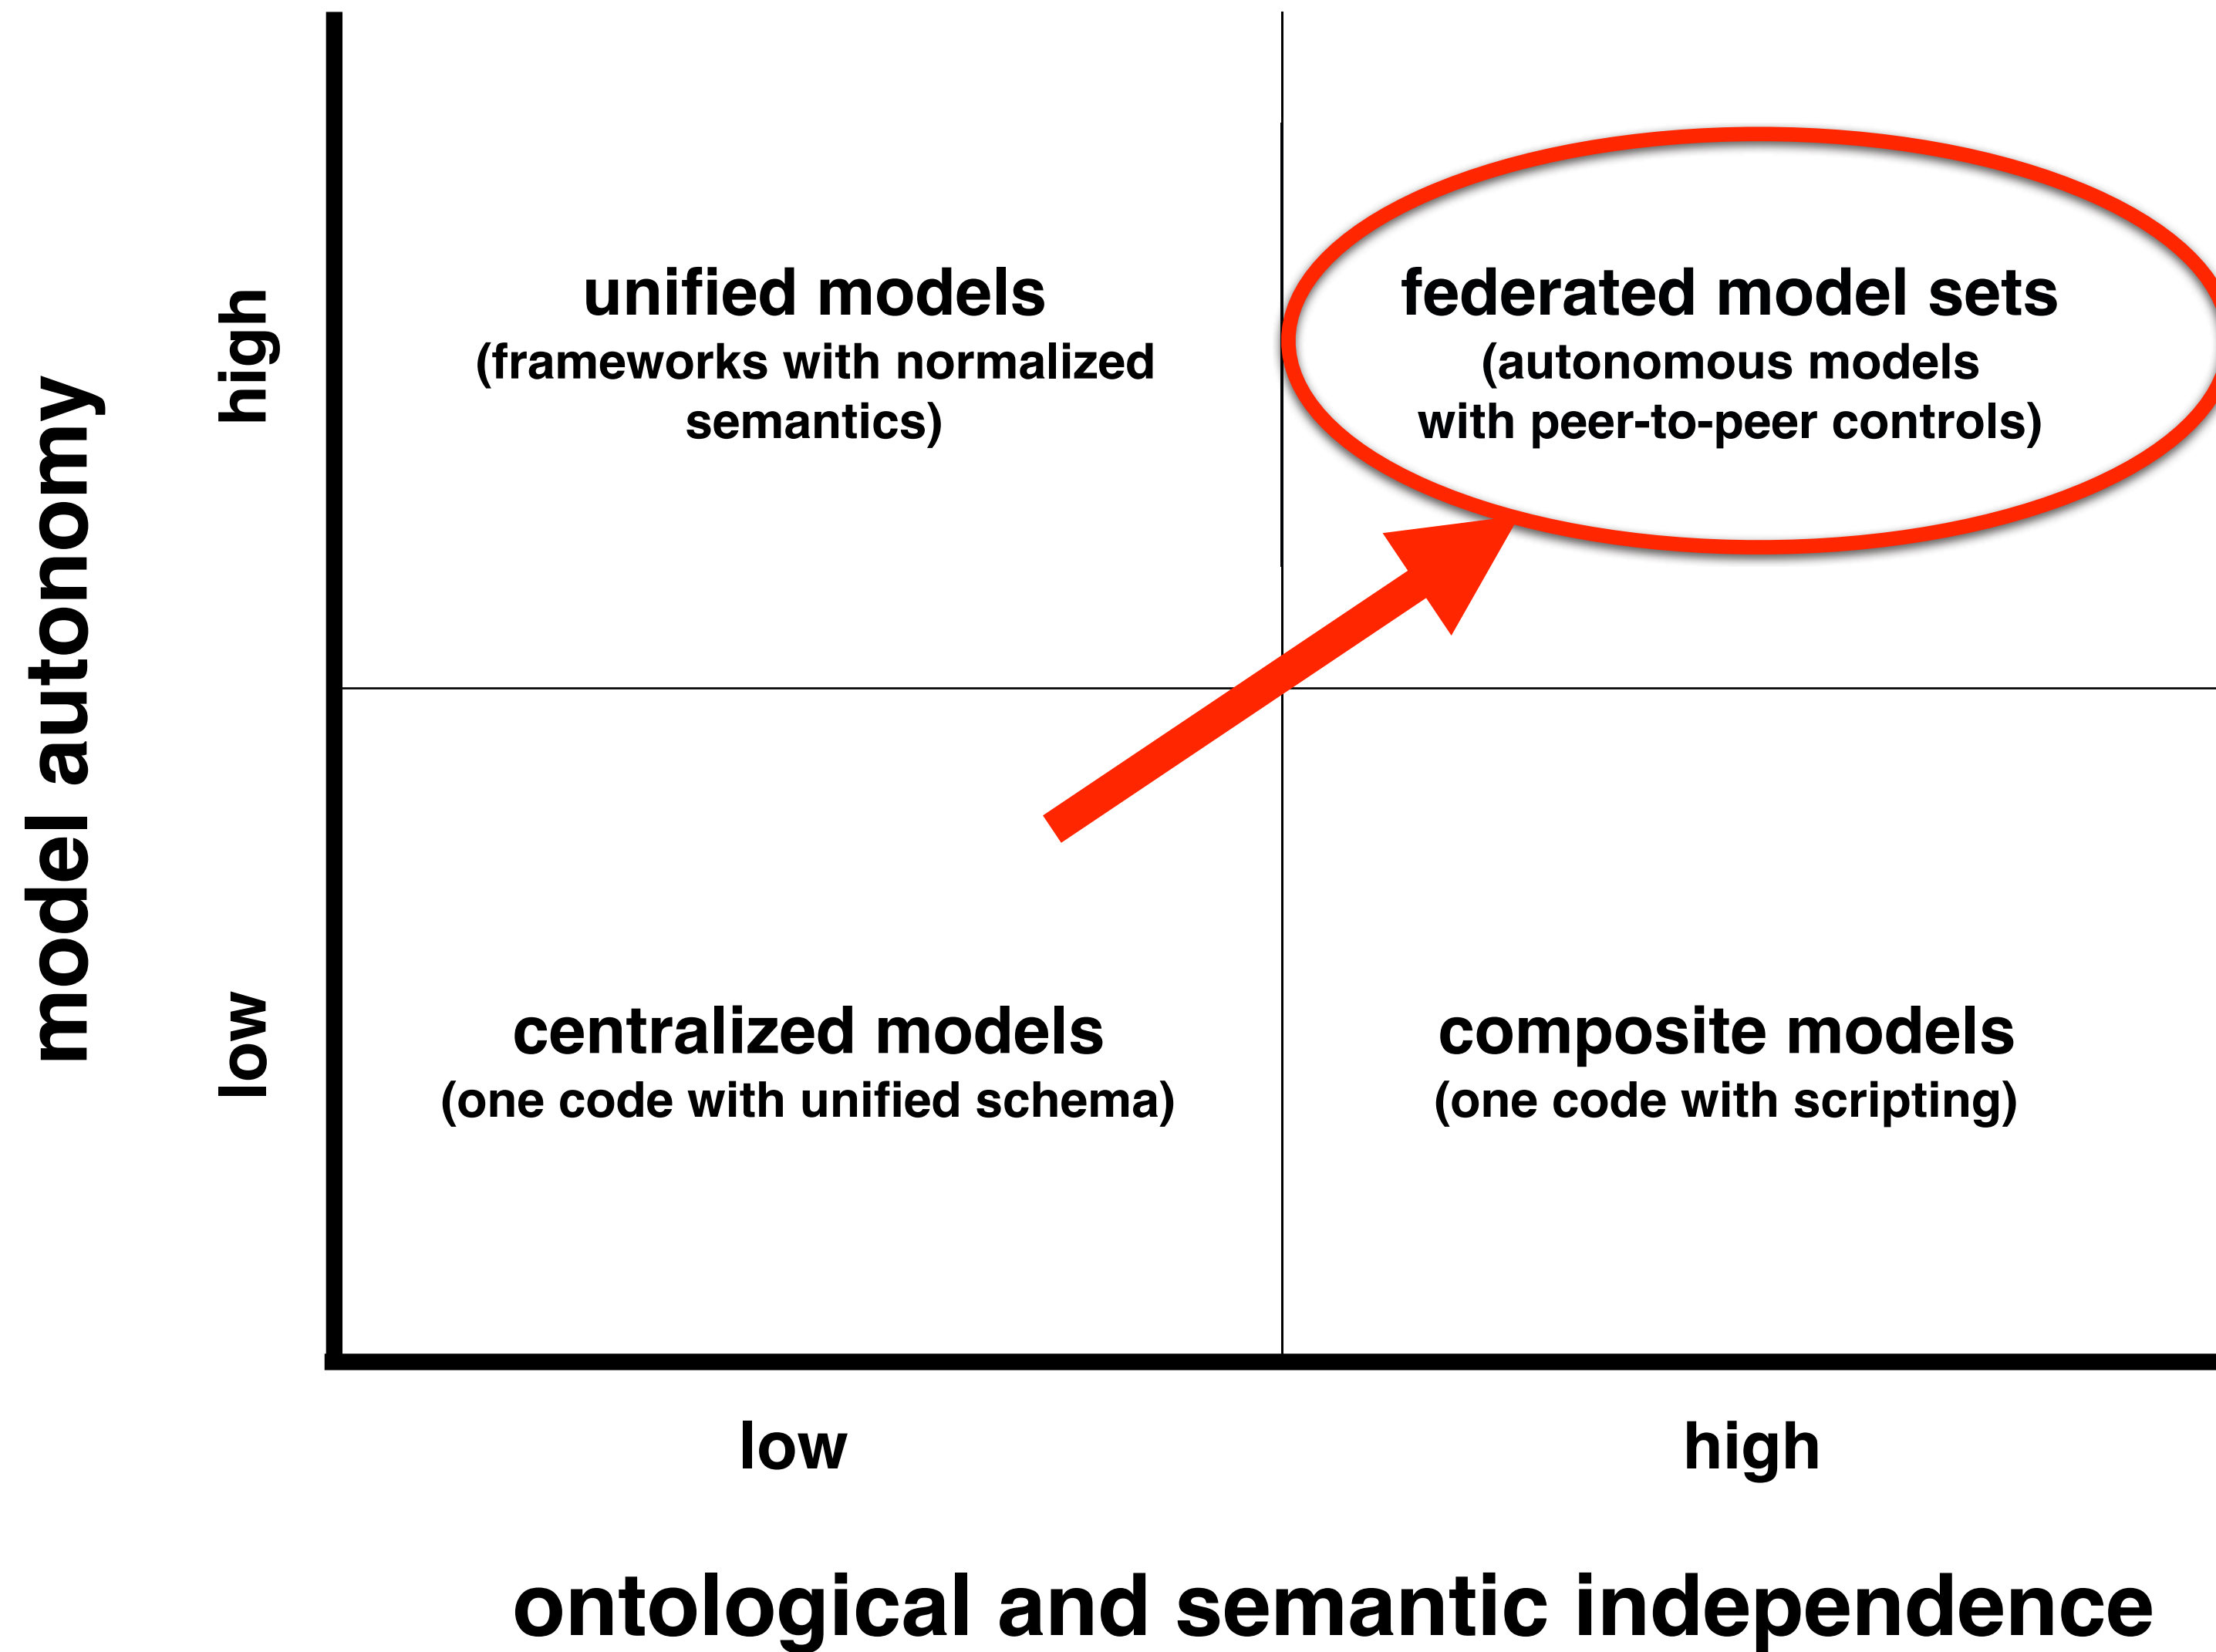 model autonomy
high
low
unified models
(frameworks with normalized
semantics)
federated model sets
(autonomous models
with peer-to-peer controls)
centralized models
(one code with unified schema)
composite models
(one code with scripting)
low
high
ontological and semantic independence